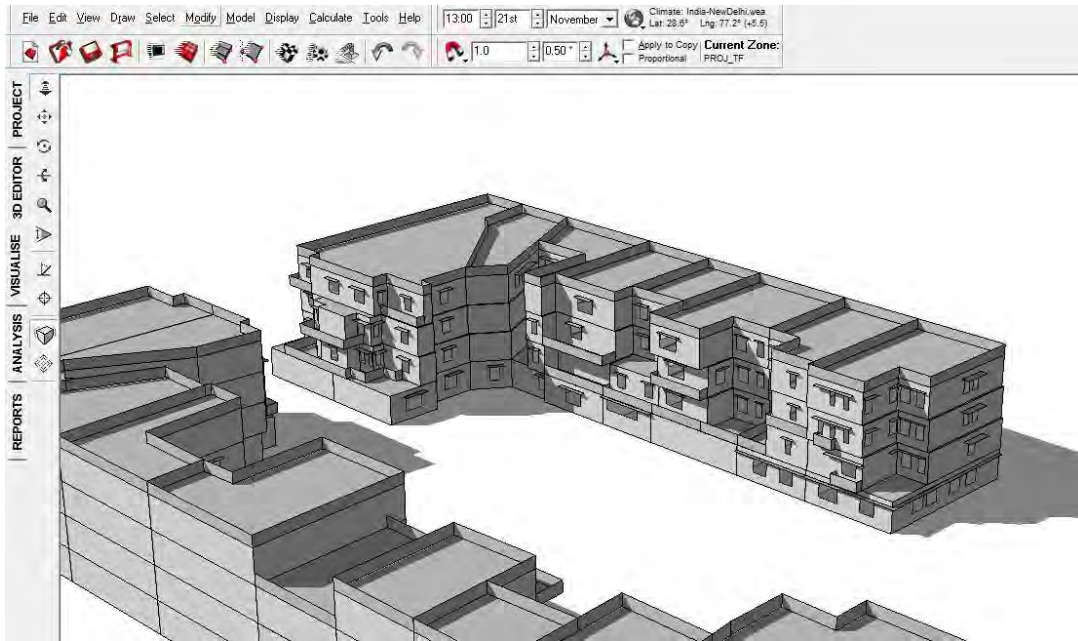 File Edit View Draw Select Modify Model Display Calculate Tools Help
13:00 21st November
Climate: India-NewDelhi.wea
Lat: 28.6° Lng: 77.2° (+5.5)
1.0 0.50 °
Apply to Copy
Proportional
Current Zone:
PROJ_TF
PROJECT
3D EDITOR
VISUALISE
ANALYSIS
REPORTS